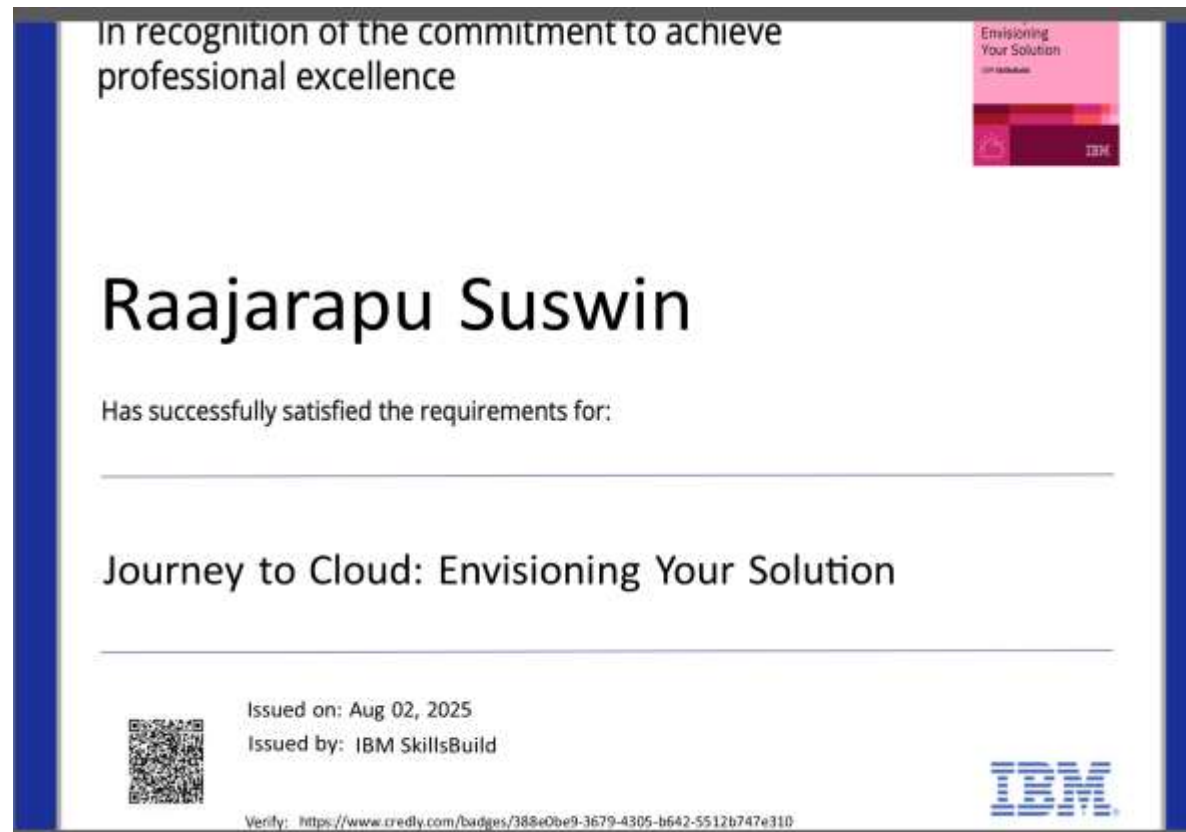 In recognition of the commitment to achieve
professional excellence
Envisioning
Your Solution
IBM SkillsBuild
IBM
Raajarapu Suswin
Has successfully satisfied the requirements for:
Journey to Cloud: Envisioning Your Solution
Issued on: Aug 02, 2025
Issued by: IBM SkillsBuild
IBM
Verify: https://www.credly.com/badges/388e0be9-3679-4305-b642-5512b747e310